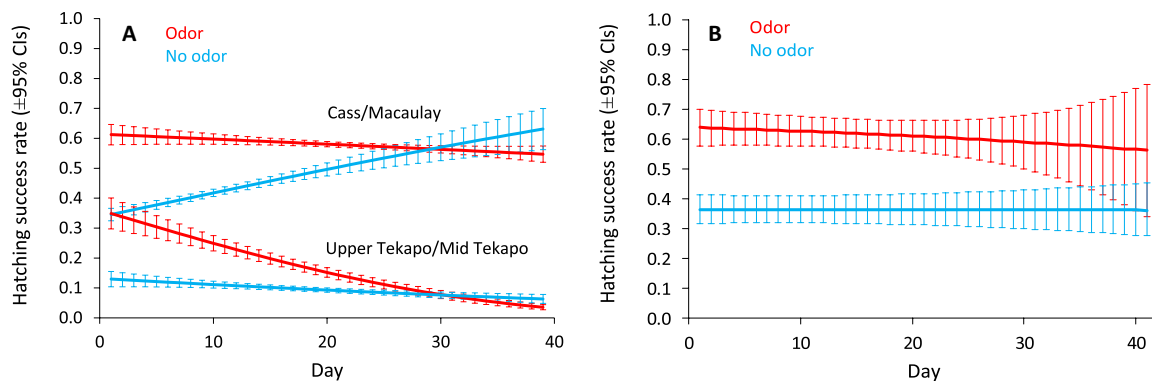 A
Odor
No odor
Hatching success rate (±95% CIs)
1.0
0.9
0.8
0.7
0.6
0.5
0.4
0.3
0.2
0.1
0.0
Cass/Macaulay
Upper Tekapo/Mid Tekapo
0 10 20 30 40
Day
B
Odor
No odor
Hatching success rate (±95% CIs)
1.0
0.9
0.8
0.7
0.6
0.5
0.4
0.3
0.2
0.1
0.0
0 10 20 30 40
Day